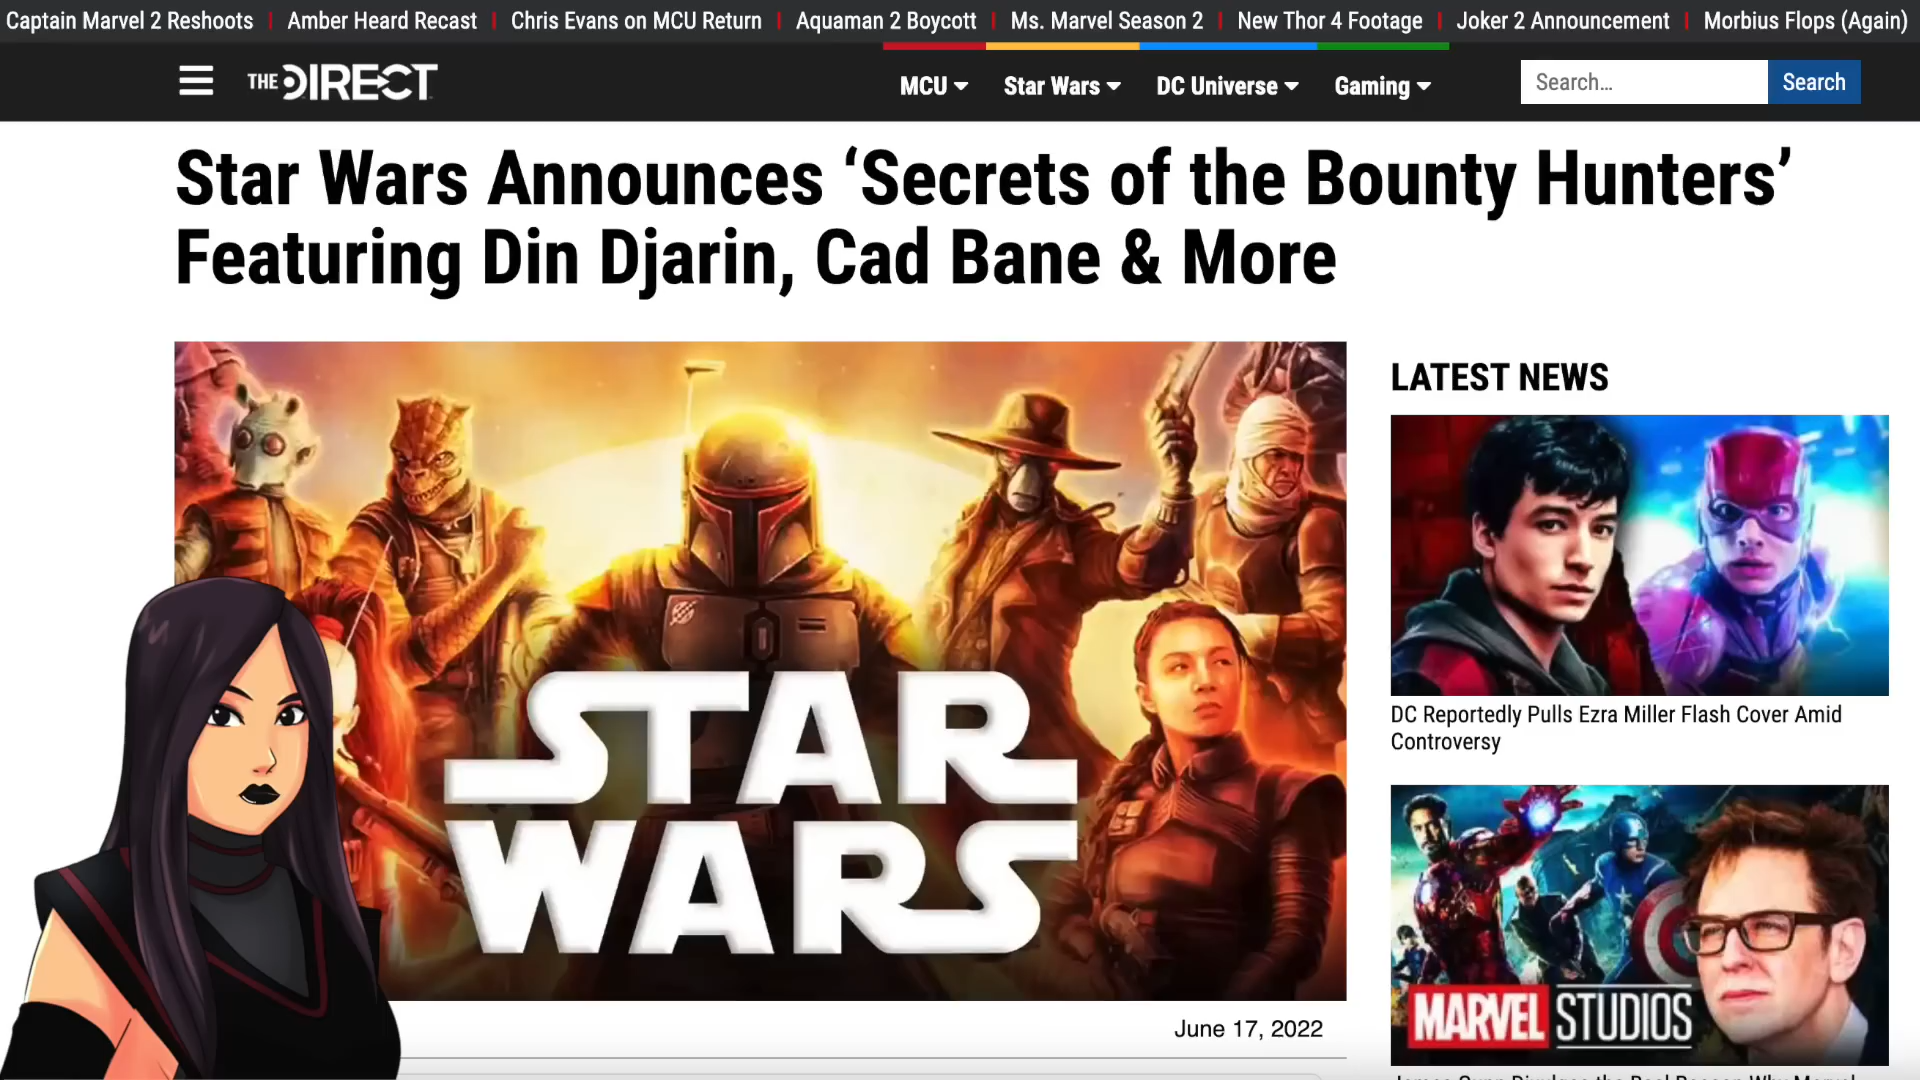 Captain Marvel 2 Reshoots | Amber Heard Recast | Chris Evans on MCU Return | Aquaman 2 Boycott | Ms. Marvel Season 2 | New Thor 4 Footage | Joker 2 Announcement | Morbius Flops (Again)
THE DIRECT
MCU Star Wars DC Universe Gaming
Search... Search
Star Wars Announces ‘Secrets of the Bounty Hunters’
Featuring Din Djarin, Cad Bane & More
STAR
WARS
June 17, 2022
LATEST NEWS
DC Reportedly Pulls Ezra Miller Flash Cover Amid
Controversy
MARVEL STUDIOS